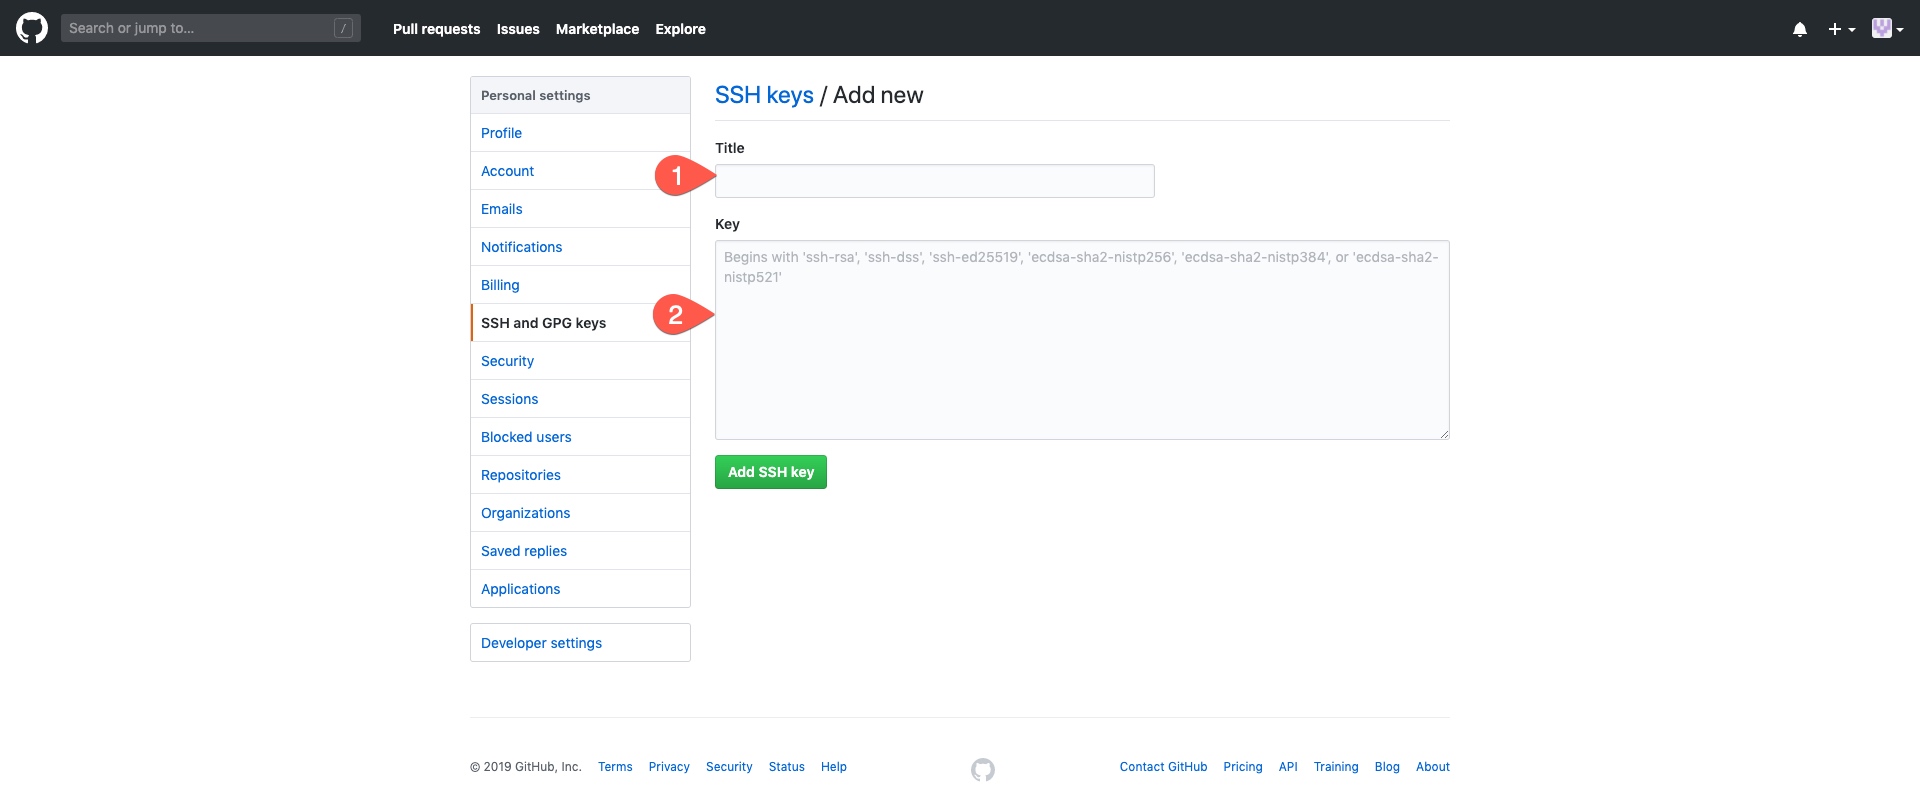 Search or jump to...
/
Pull requests Issues Marketplace Explore
Personal settings
Profile
Account
Emails
Notifications
Billing
SSH and GPG keys
Security
Sessions
Blocked users
Repositories
Organizations
Saved replies
Applications
Developer settings
SSH keys / Add new
Title
1
Key
Begins with 'ssh-rsa', 'ssh-dss', 'ssh-ed25519', 'ecdsa-sha2-nistp256', 'ecdsa-sha2-nistp384', or 'ecdsa-sha2-
nistp521'
2
Add SSH key
© 2019 GitHub, Inc. Terms Privacy Security Status Help Contact GitHub Pricing API Training Blog About